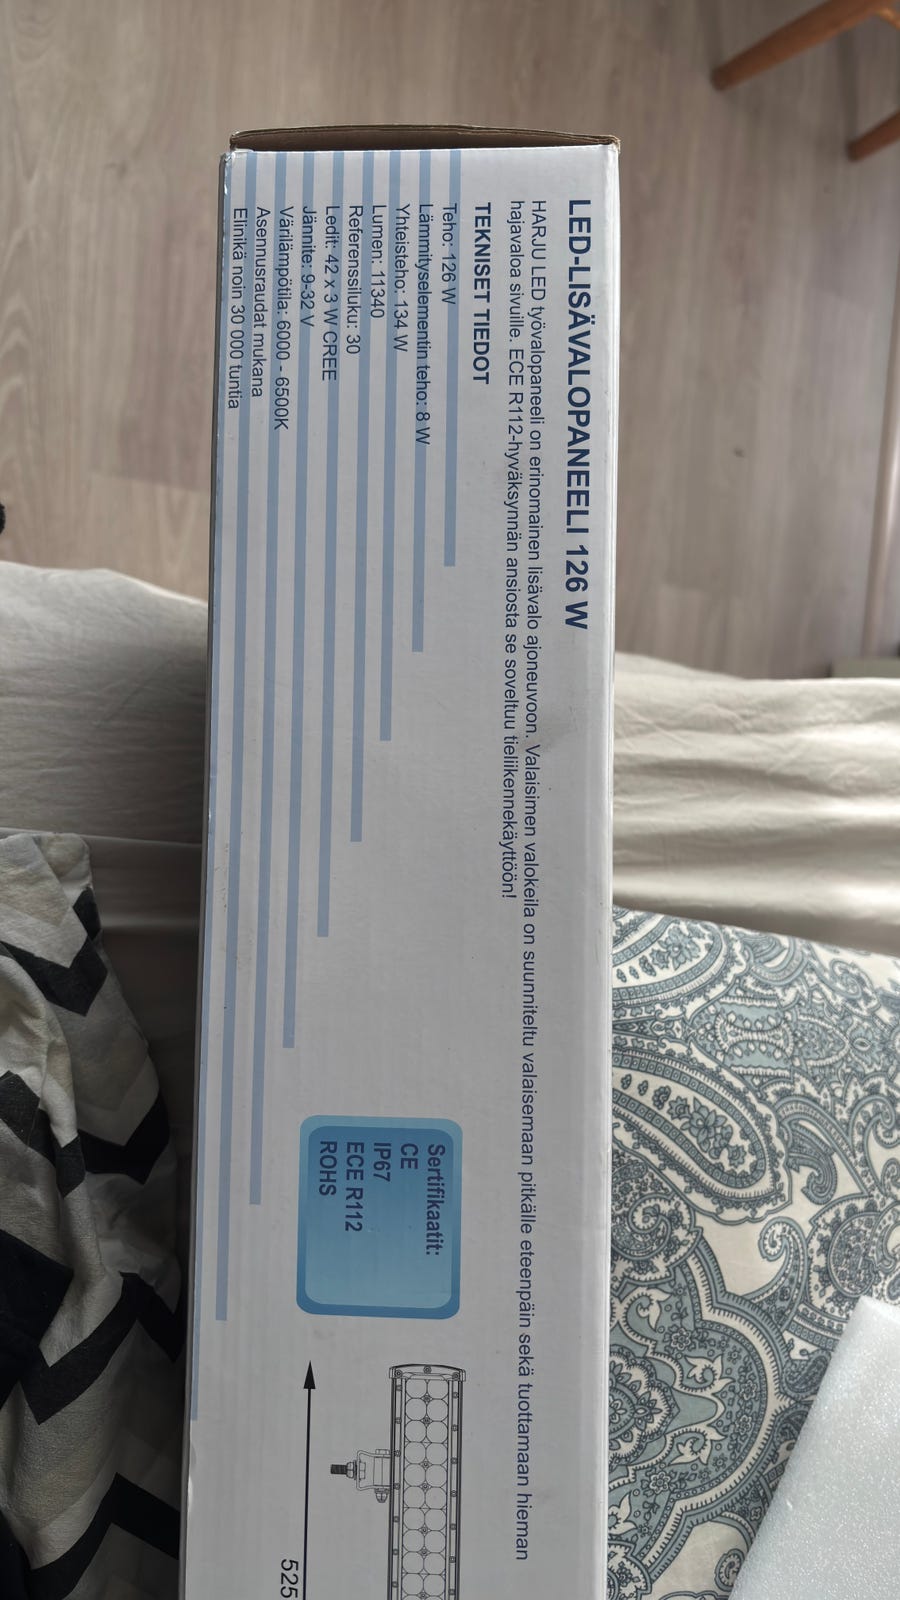 LED-LISÄVALOPANEELI 126 W
HARJU LED työvalopaneeli on erinomainen lisävalo ajoneuvoon. Valaisimen valokeila on suunniteltu valaisemaan pitkälle eteenpäin sekä tuottamaan hieman
hajavaloa sivuille. ECE R112-hyväksynnän ansiosta se soveltuu tieliikennekäyttöön!
TEKNISET TIEDOT
Teho: 126 W
Lämmityselementin teho: 8 W
Yhteisteho: 134 W
Lumen: 11340
Referenssiluku: 30
Ledit: 42 x 3 W CREE
Jännite: 9-32 V
Värilämpötila: 6000 - 6500K
Asennusraudat mukana
Elinikä noin 30 000 tuntia
Sertifikaatit:
CE
IP67
ECE R112
ROHS
525